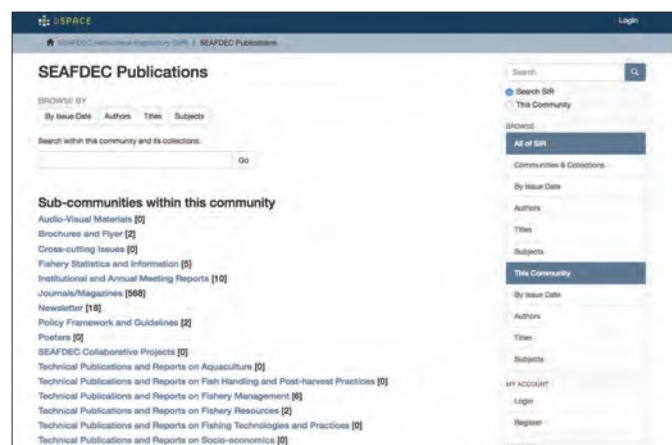 DSPACE
Login
SEAFDEC Institutional Repository (SIR) / SEAFDEC Publications
SEAFDEC Publications
BROWSE BY
By Issue Date Authors Titles Subjects
Search within this community and its collections:
Go
Sub-communities within this community
Audio-Visual Materials [0]
Brochures and Flyer [2]
Cross-cutting Issues [0]
Fishery Statistics and Information [5]
Institutional and Annual Meeting Reports [10]
Journals/Magazines [568]
Newsletter [18]
Policy Framework and Guidelines [2]
Posters [0]
SEAFDEC Collaborative Projects [0]
Technical Publications and Reports on Aquaculture [0]
Technical Publications and Reports on Fish Handling and Post-harvest Practices [0]
Technical Publications and Reports on Fishery Management [6]
Technical Publications and Reports on Fishery Resources [2]
Technical Publications and Reports on Fishing Technologies and Practices [0]
Technical Publications and Reports on Socio-economics [0]
Search
Search SIR
This Community
BROWSE
All of SIR
Communities & Collections
By Issue Date
Authors
Titles
Subjects
This Community
By Issue Date
Authors
Titles
Subjects
MY ACCOUNT
Login
Register